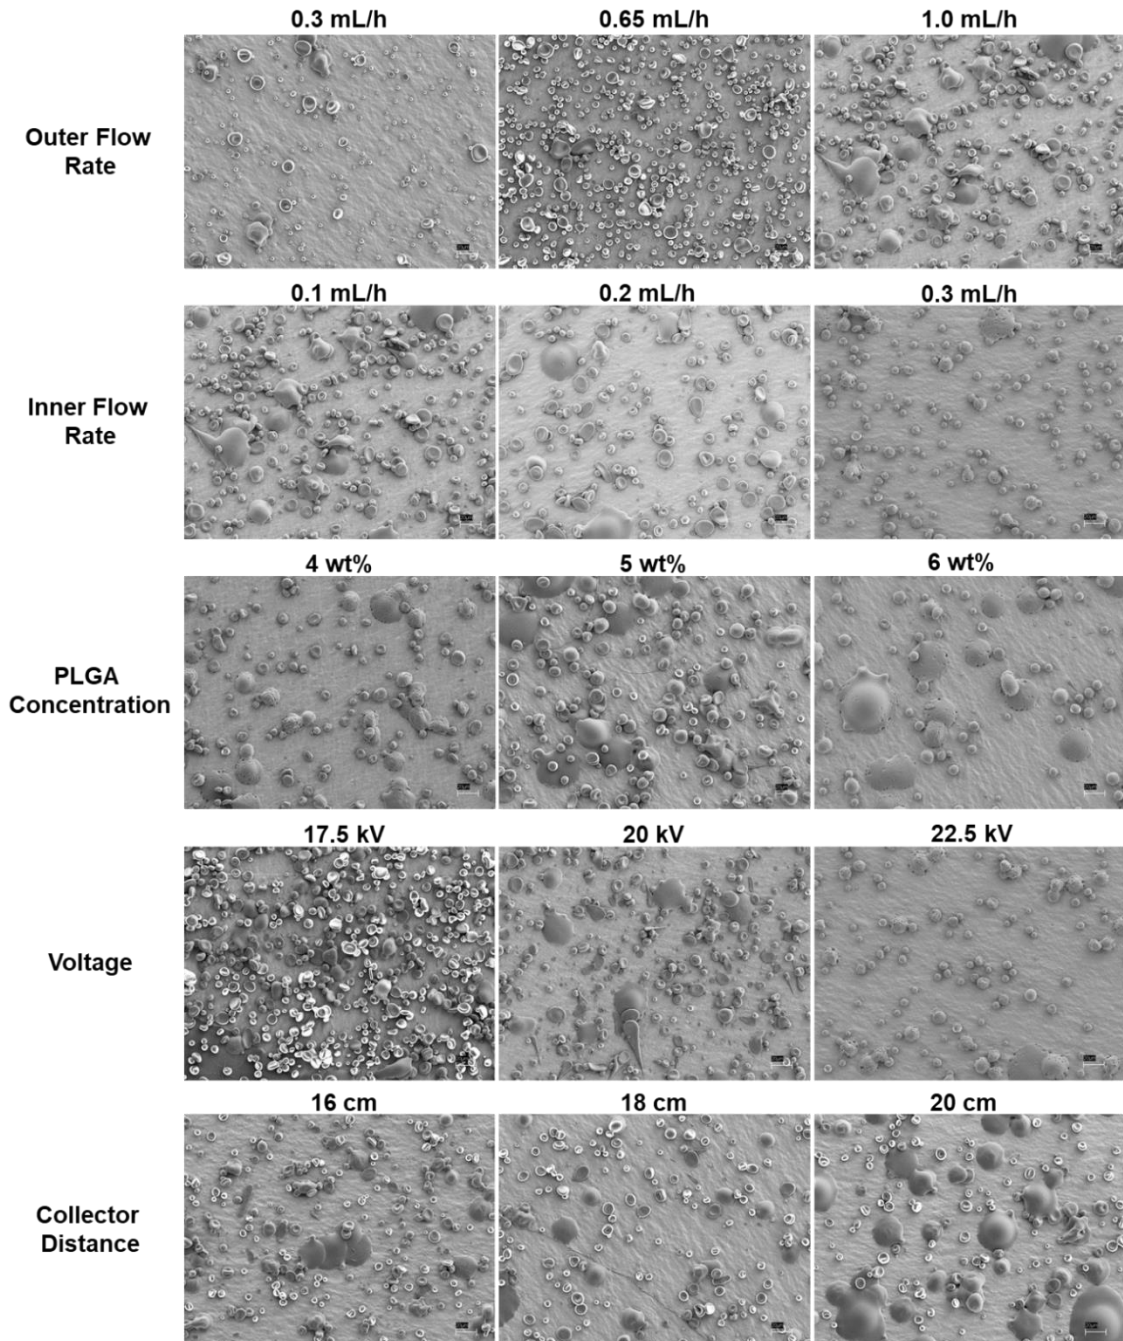 0.3 mL/h 0.65 mL/h 1.0 mL/h
Outer Flow
Rate
0.1 mL/h 0.2 mL/h 0.3 mL/h
Inner Flow
Rate
4 wt% 5 wt% 6 wt%
PLGA
Concentration
17.5 kV 20 kV 22.5 kV
Voltage
16 cm 18 cm 20 cm
Collector
Distance